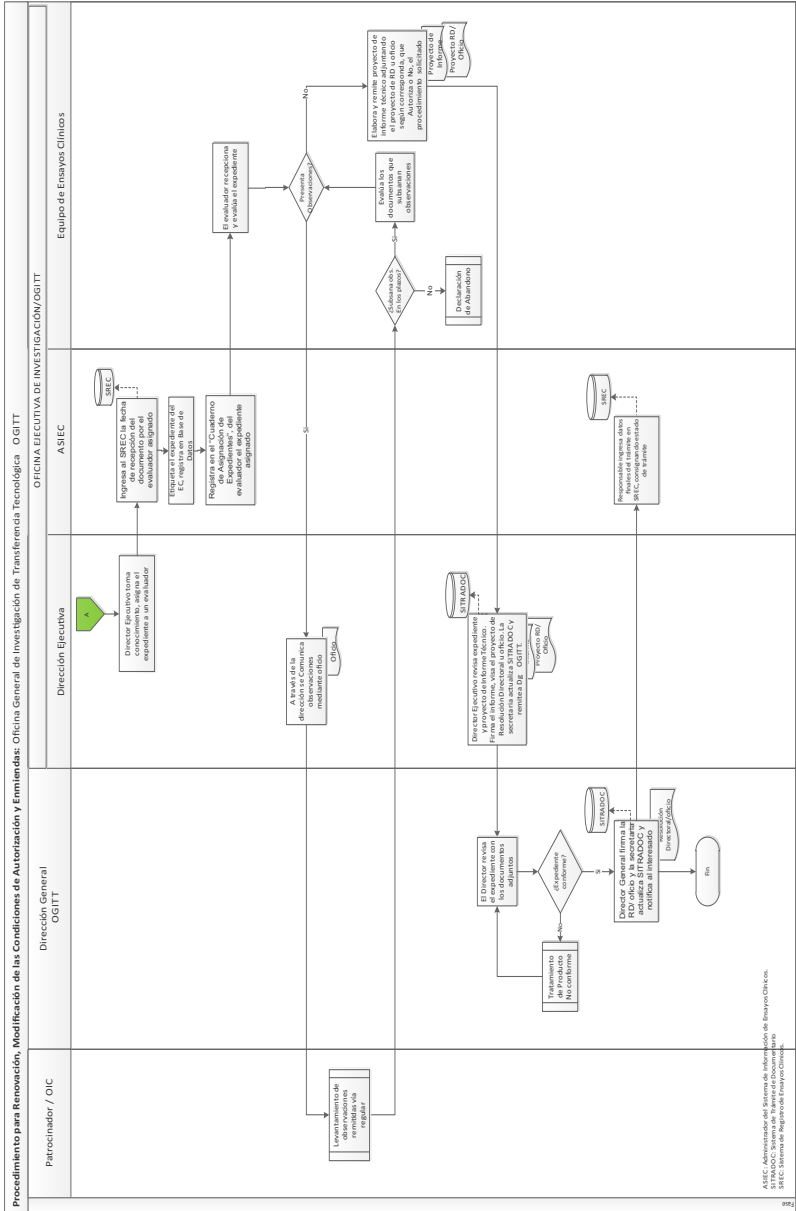 Procedimiento para Renovación, Modificación de las Condiciones de Autorización y Enmiendas: Oficina General de Investigación de Transferencia Tecnológica OGITT
Patrocinador / OIC
Dirección General
OGITT
OFICINA EJECUTIVA DE INVESTIGACIÓN/OGITT
Dirección Ejecutiva
ASIEC
Equipo de Ensayos Clínicos
A
Director Ejecutivo toma
conocimiento, asigna el
expediente a un evaluador
SREC
Ingresa al SREC la fecha
de recepción del
documento por el
evaluador asignado
Etiqueta el expediente del
EC, registra en Base de
Datos
Registra en el "Cuaderno
de Asignación de
Expedientes", del
evaluador el expediente
asignado
El evaluador recepciona
y evalúa el expediente
Presenta
Observaciones?
No
SI
Elabora y remite proyecto de
informe técnico adjuntando
el proyecto de RD u oficio
según corresponda, que
Autoriza o No, el
procedimiento solicitado
Proyecto de
Informe
Proyecto RD/
Oficio
A través de la
dirección se Comunica
observaciones
mediante oficio
Oficio
Levantamiento de
observaciones
remitidas vía
regular
¿Subsana obs.
En los plazos?
SI
Evalúa los
documentos que
subsanan
observaciones
No
Declaración
de Abandono
SITRADOC
Director Ejecutivo revisa expediente
y proyecto de Informe Técnico.
Firma el informe, visa el proyecto de
Resolución Directoral u oficio. La
secretaria actualiza SITRADOC y
remite a Dg OGITT.
Proyecto RD/
Oficio
El Director revisa
el expediente con
los documentos
adjuntos
¿Expediente
conforme?
No
Tratamiento
de Producto
No conforme
SI
SITRADOC
Director General firma la
RD/ oficio y la secretaria
actualiza SITRADOC y
notifica al interesado
Resolución
Directoral/oficio
Fin
SREC
Responsable ingresa datos
finales del trámite en
SREC, consignando estado
de trámite
ASIEC: Administrador del Sistema de Información de Ensayos Clínicos.
SITRADOC: Sistema de Trámite de Documentario
SREC: Sistema de Registro de Ensayos Clínicos.
Fase